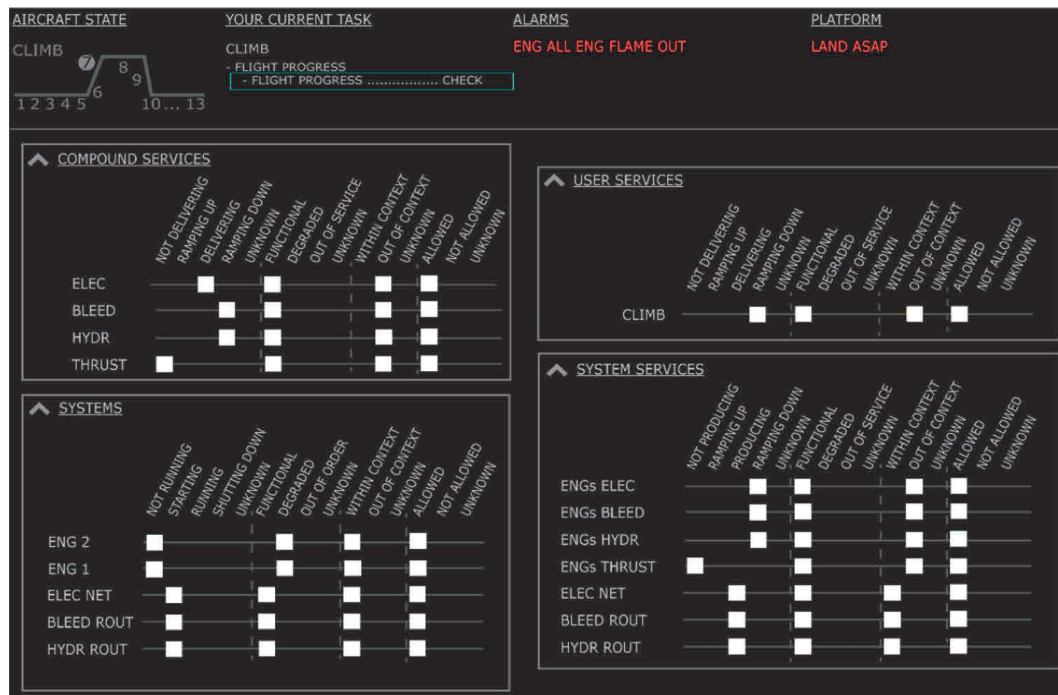 AIRCRAFT STATE
CLIMB
7
8
9
6
1 2 3 4 5
10... 13
YOUR CURRENT TASK
CLIMB
- FLIGHT PROGRESS
- FLIGHT PROGRESS ................. CHECK
ALARMS
ENG ALL ENG FLAME OUT
PLATFORM
LAND ASAP
COMPOUND SERVICES
NOT DELIVERING
RAMPING UP
DELIVERING
RAMPING DOWN
UNKNOWN
FUNCTIONAL
DEGRADED
OUT OF SERVICE
UNKNOWN
WITHIN CONTEXT
OUT OF CONTEXT
UNKNOWN
ALLOWED
NOT ALLOWED
UNKNOWN
ELEC
BLEED
HYDR
THRUST
SYSTEMS
NOT RUNNING
STARTING
RUNNING
SHUTTING DOWN
UNKNOWN
FUNCTIONAL
DEGRADED
OUT OF ORDER
UNKNOWN
WITHIN CONTEXT
OUT OF CONTEXT
UNKNOWN
ALLOWED
NOT ALLOWED
UNKNOWN
ENG 2
ENG 1
ELEC NET
BLEED ROUT
HYDR ROUT
USER SERVICES
NOT DELIVERING
RAMPING UP
DELIVERING
RAMPING DOWN
UNKNOWN
FUNCTIONAL
DEGRADED
OUT OF SERVICE
UNKNOWN
WITHIN CONTEXT
OUT OF CONTEXT
UNKNOWN
ALLOWED
NOT ALLOWED
UNKNOWN
CLIMB
SYSTEM SERVICES
NOT PRODUCING
RAMPING UP
PRODUCING
RAMPING DOWN
UNKNOWN
FUNCTIONAL
DEGRADED
OUT OF SERVICE
UNKNOWN
WITHIN CONTEXT
OUT OF CONTEXT
UNKNOWN
ALLOWED
NOT ALLOWED
UNKNOWN
ENGs ELEC
ENGs BLEED
ENGs HYDR
ENGs THRUST
ELEC NET
BLEED ROUT
HYDR ROUT